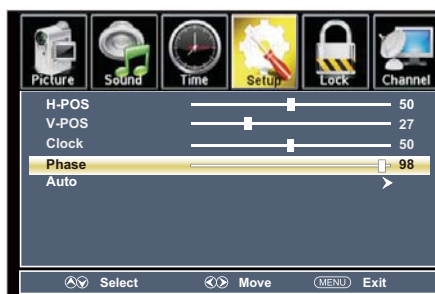 Picture Sound Time Setup Lock Channel
H-POS 50
V-POS 27
Clock 50
Phase 98
Auto
Select Move MENU Exit